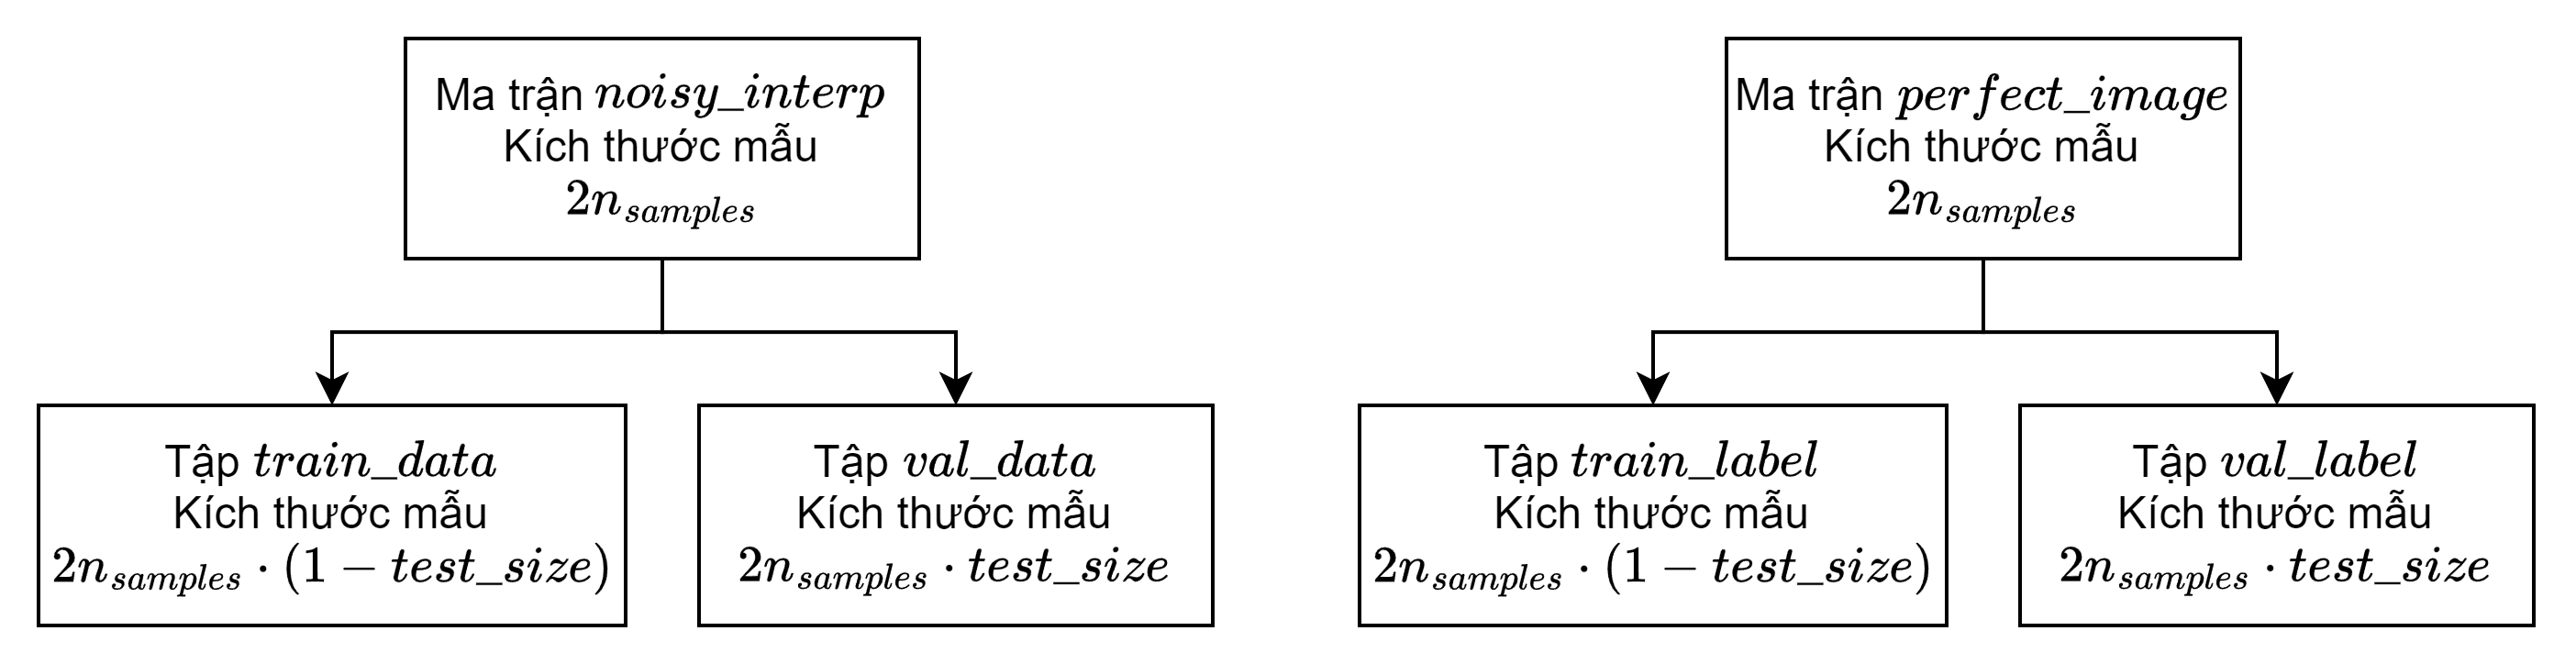 Ma trận noisy_interp
Kích thước mẫu
2n_samples
Ma trận perfect_image
Kích thước mẫu
2n_samples
Tập train_data
Kích thước mẫu
2n_samples · (1 − test_size)
Tập val_data
Kích thước mẫu
2n_samples · test_size
Tập train_label
Kích thước mẫu
2n_samples · (1 − test_size)
Tập val_label
Kích thước mẫu
2n_samples · test_size